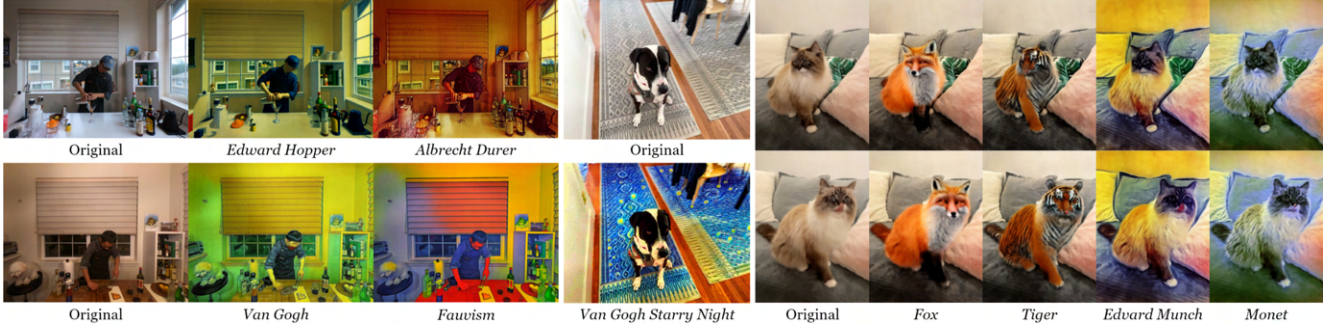 Original
Edward Hopper
Albrecht Durer
Original
Original
Van Gogh
Fauvism
Van Gogh Starry Night
Original
Fox
Tiger
Edvard Munch
Monet